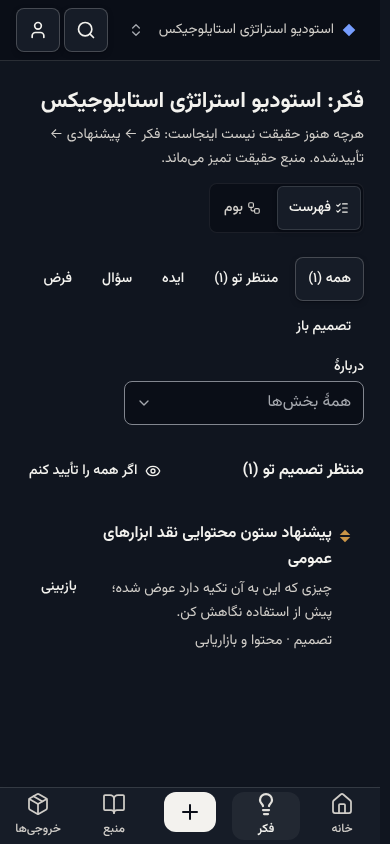 استودیو استراتژی استایلوجیکس
فکر: استودیو استراتژی استایلوجیکس
هرچه هنوز حقیقت نیست اینجاست: فکر ← پیشنهادی ←
تأییدشده. منبع حقیقت تمیز می‌ماند.
فهرست
بوم
همه (۱)
منتظر تو (۱)
ایده
سؤال
فرض
تصمیم باز
دربارهٔ
همهٔ بخش‌ها
منتظر تصمیم تو (۱)
اگر همه را تأیید کنم
پیشنهاد ستون محتوایی نقد ابزارهای
عمومی
چیزی که این به آن تکیه دارد عوض شده؛
پیش از استفاده نگاهش کن.
تصمیم · محتوا و بازاریابی
بازبینی
خانه
فکر
منبع
خروجی‌ها